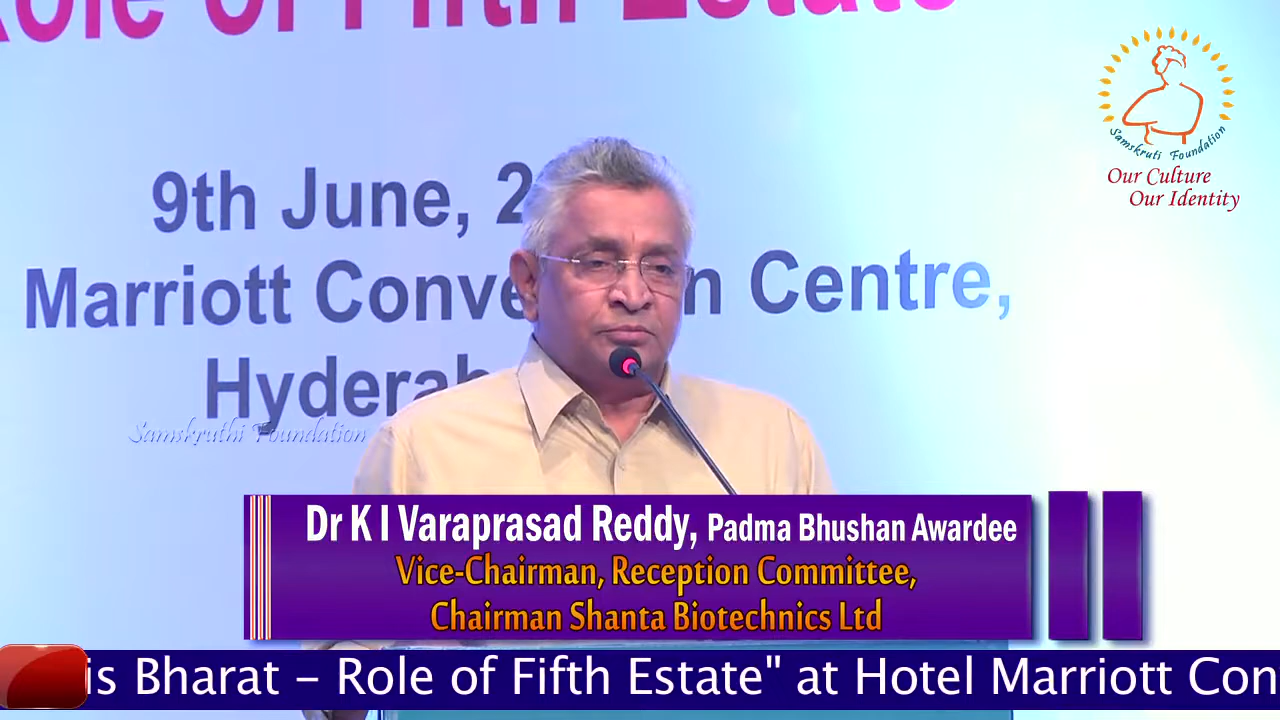 Role of Fifth Estate
9th June, 2
Marriott Conve n Centre,
Hyderab
Samskruti Foundation
Our Culture
Our Identity
Samskruthi Foundation
Dr K I Varaprasad Reddy, Padma Bhushan Awardee
Vice-Chairman, Reception Committee,
Chairman Shanta Biotechnics Ltd
is Bharat – Role of Fifth Estate" at Hotel Marriott Con